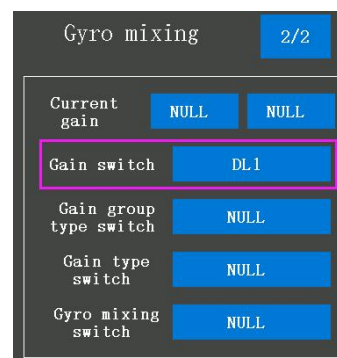 Gyro mixing 2/2
Current gain NULL NULL
Gain switch DL1
Gain group type switch NULL
Gain type switch NULL
Gyro mixing switch NULL